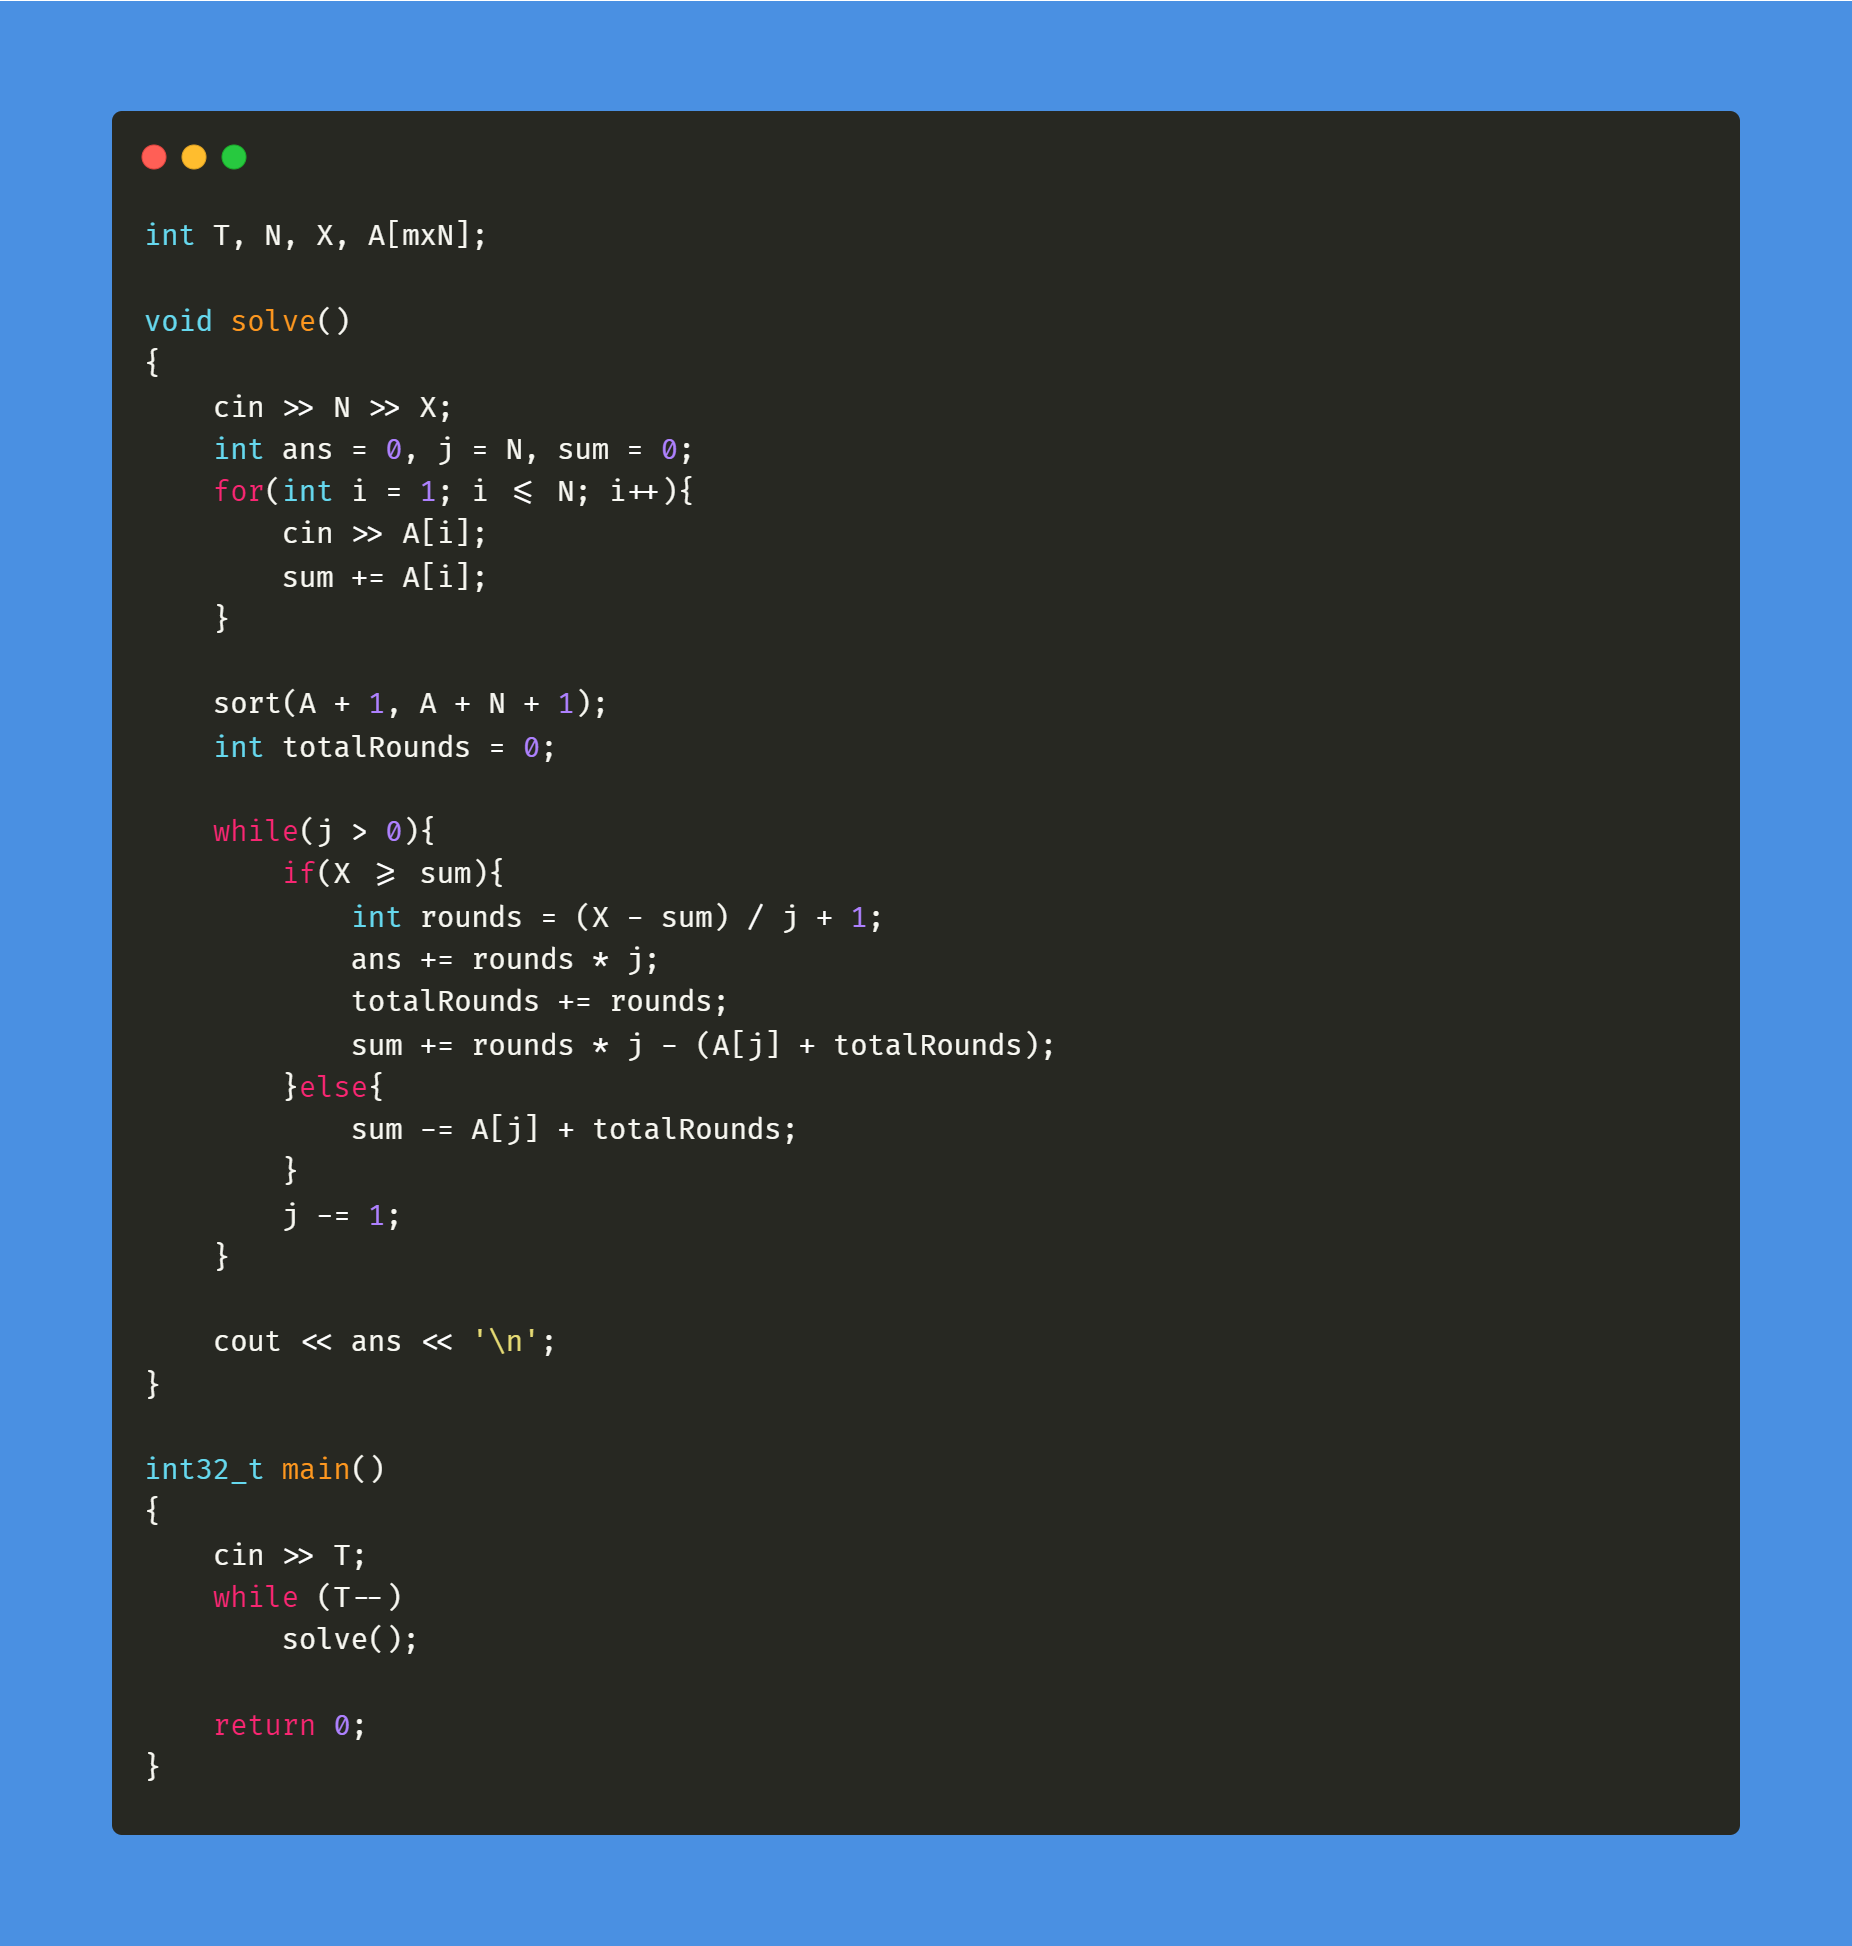 int T, N, X, A[mxN];

void solve()
{
    cin >> N >> X;
    int ans = 0, j = N, sum = 0;
    for(int i = 1; i <= N; i++){
        cin >> A[i];
        sum += A[i];
    }

    sort(A + 1, A + N + 1);
    int totalRounds = 0;

    while(j > 0){
        if(X >= sum){
            int rounds = (X - sum) / j + 1;
            ans += rounds * j;
            totalRounds += rounds;
            sum += rounds * j - (A[j] + totalRounds);
        }else{
            sum -= A[j] + totalRounds;
        }
        j -= 1;
    }

    cout << ans << '\n';
}

int32_t main()
{
    cin >> T;
    while (T--)
        solve();

    return 0;
}